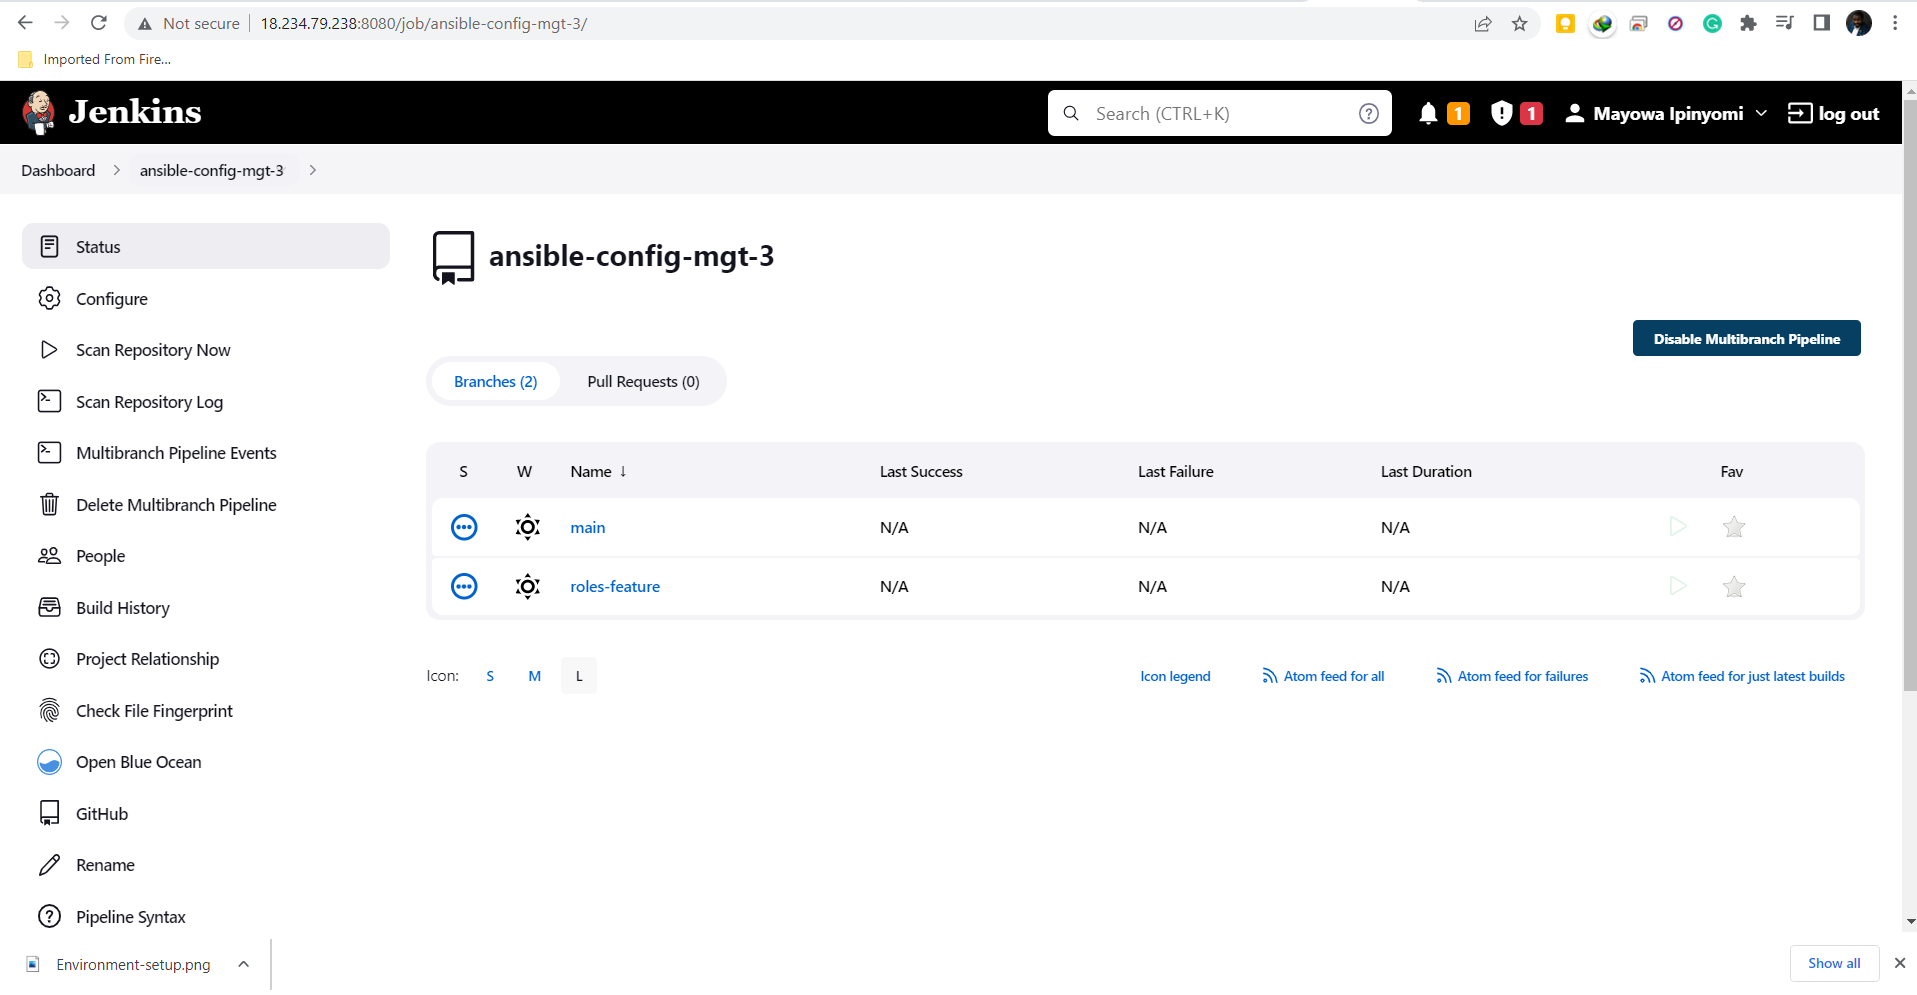 Not secure 18.234.79.238:8080/job/ansible-config-mgt-3/
Imported From Fire...
Jenkins
Search (CTRL+K)
1
1
Mayowa Ipinyomi
log out
Dashboard
ansible-config-mgt-3
Status
Configure
Scan Repository Now
Scan Repository Log
Multibranch Pipeline Events
Delete Multibranch Pipeline
People
Build History
Project Relationship
Check File Fingerprint
Open Blue Ocean
GitHub
Rename
Pipeline Syntax
ansible-config-mgt-3
Disable Multibranch Pipeline
Branches (2) Pull Requests (0)
S W Name ↓ Last Success Last Failure Last Duration Fav
main N/A N/A N/A
roles-feature N/A N/A N/A
Icon: S M L
Icon legend Atom feed for all Atom feed for failures Atom feed for just latest builds
Environment-setup.png
Show all